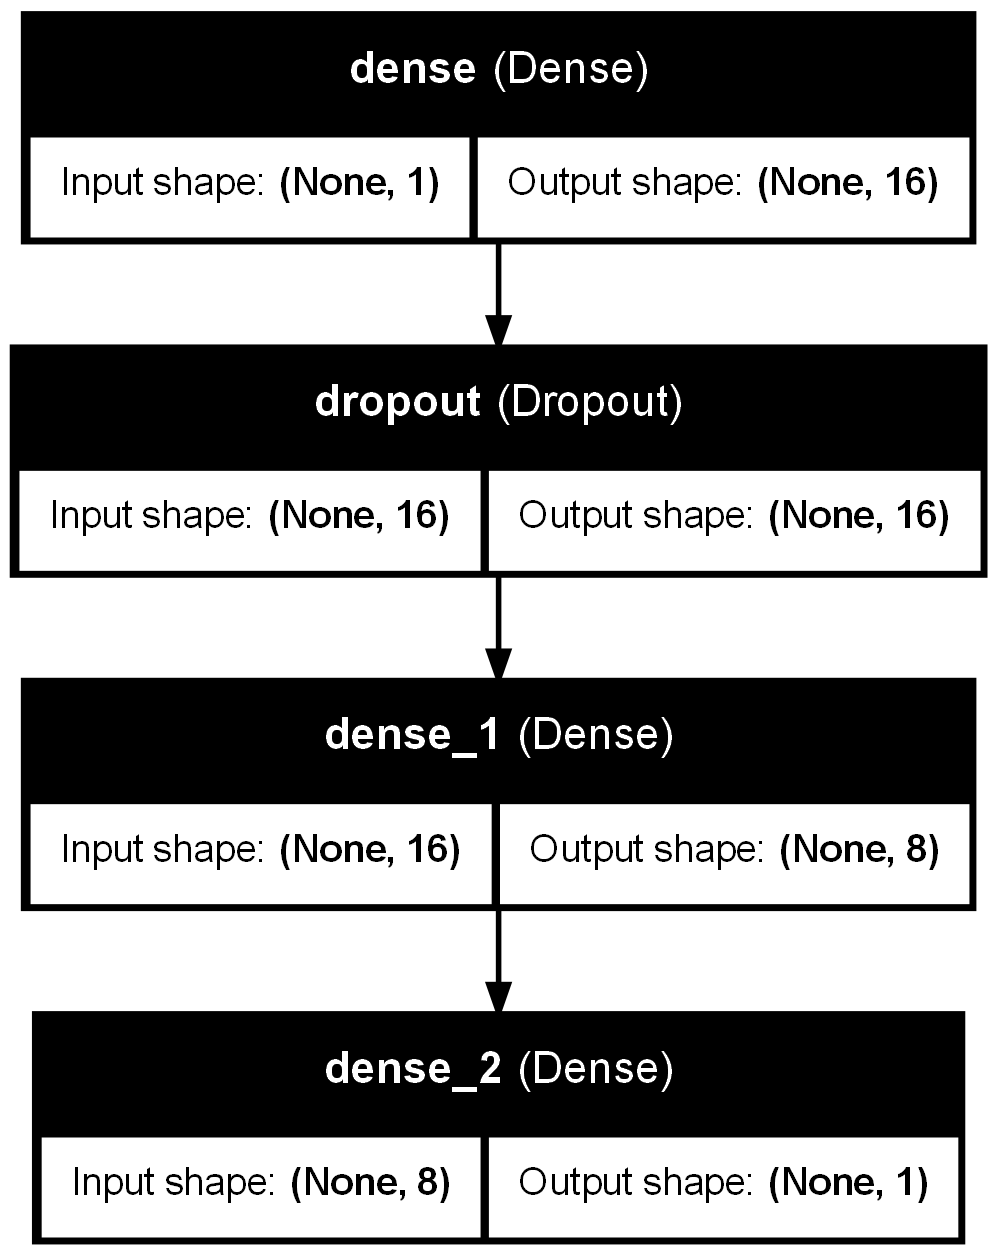 dense (Dense)
Input shape: (None, 1) Output shape: (None, 16)
dropout (Dropout)
Input shape: (None, 16) Output shape: (None, 16)
dense_1 (Dense)
Input shape: (None, 16) Output shape: (None, 8)
dense_2 (Dense)
Input shape: (None, 8) Output shape: (None, 1)